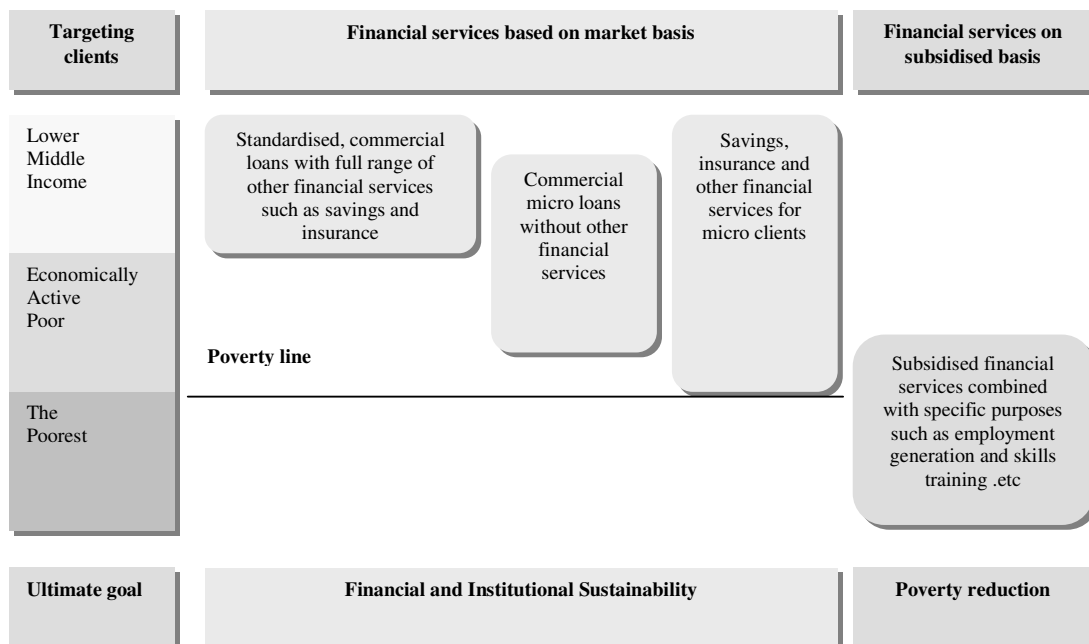 Targeting
clients
Financial services based on market basis
Financial services on
subsidised basis
Lower
Middle
Income
Economically
Active
Poor
The
Poorest
Standardised, commercial
loans with full range of
other financial services
such as savings and
insurance
Commercial
micro loans
without other
financial
services
Savings,
insurance and
other financial
services for
micro clients
Poverty line
Subsidised financial
services combined
with specific purposes
such as employment
generation and skills
training .etc
Ultimate goal
Financial and Institutional Sustainability
Poverty reduction